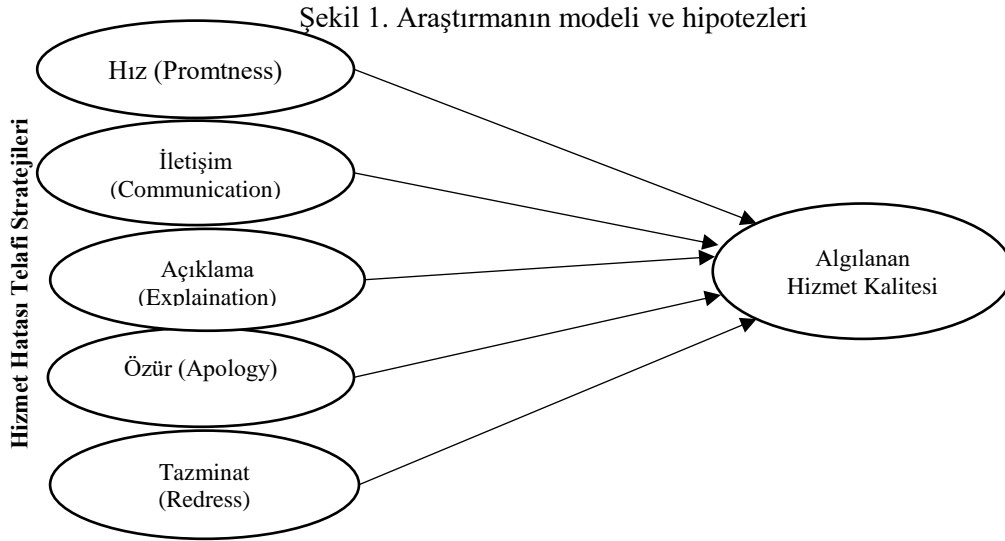 Şekil 1. Araştırmanın modeli ve hipotezleri
Hizmet Hatası Telafi Stratejileri
Hız (Promtness)
İletişim
(Communication)
Açıklama
(Explaination)
Özür (Apology)
Tazminat
(Redress)
Algılanan
Hizmet Kalitesi